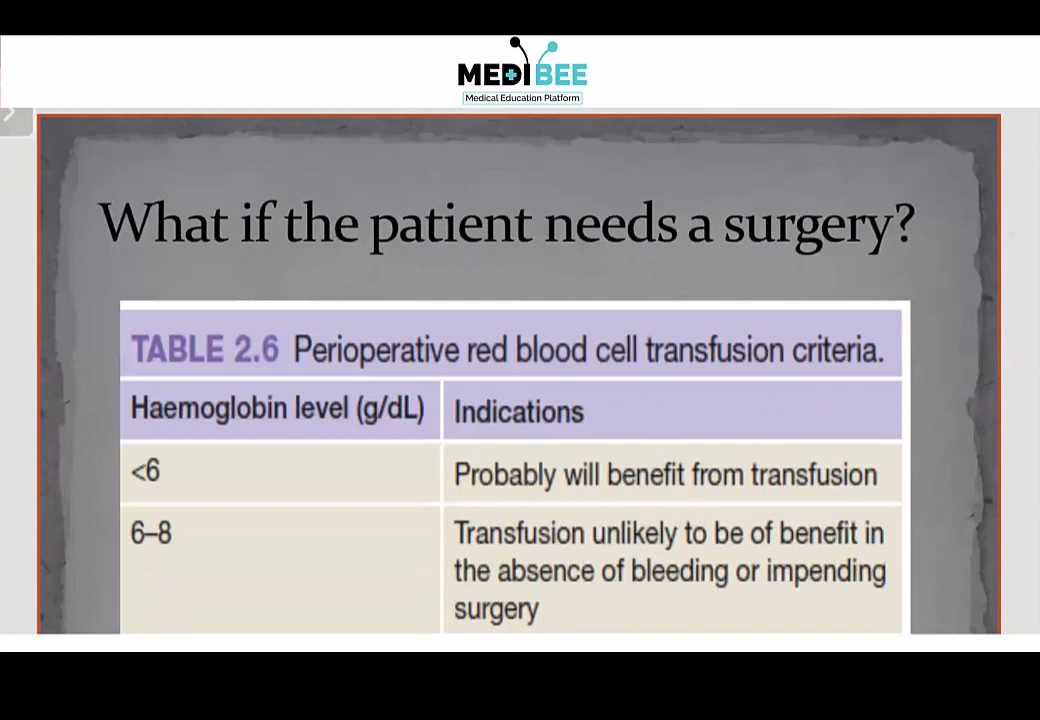 MEDIBEE
Medical Education Platform
What if the patient needs a surgery?
TABLE 2.6 Perioperative red blood cell transfusion criteria.
Haemoglobin level (g/dL) Indications
<6 Probably will benefit from transfusion
6–8 Transfusion unlikely to be of benefit in
the absence of bleeding or impending
surgery